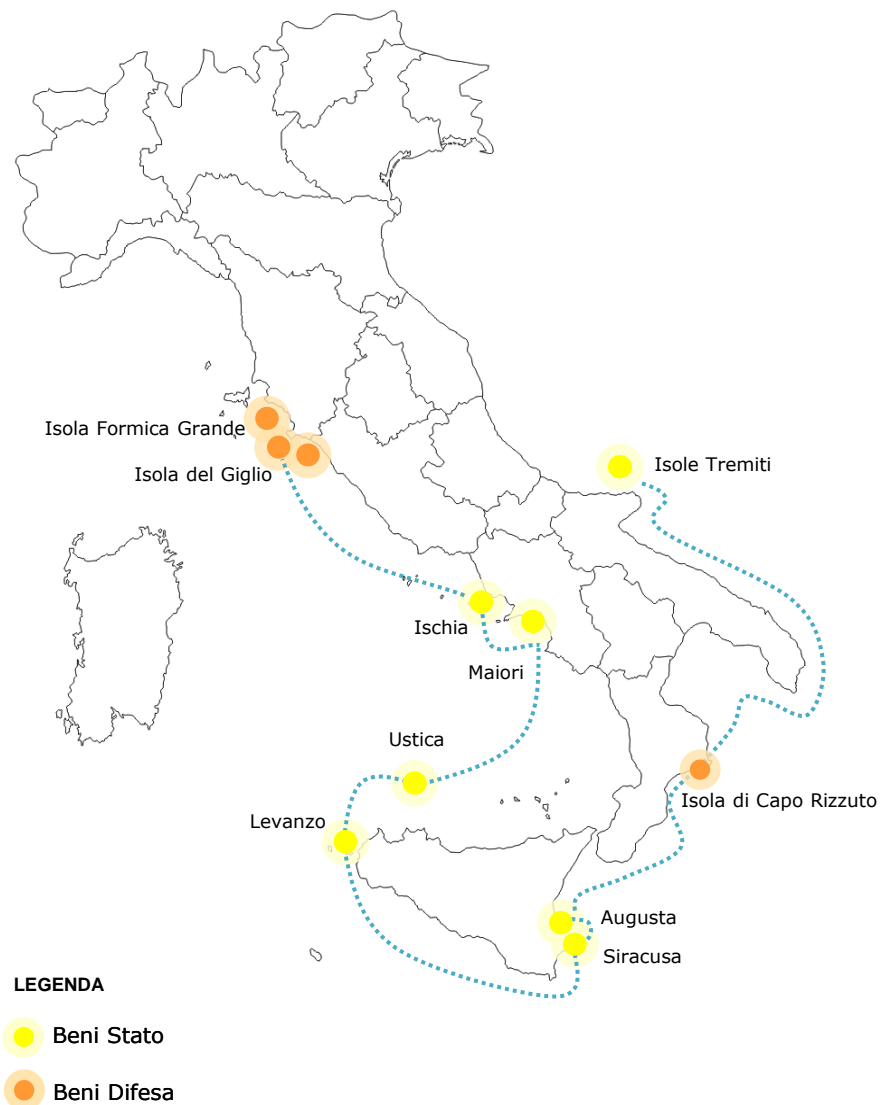 Isola Formica Grande
Isole Tremiti
Isola del Giglio
Ischia
Maiori
Ustica
Isola di Capo Rizzuto
Levanzo
Augusta
Siracusa
LEGENDA
Beni Stato
Beni Difesa